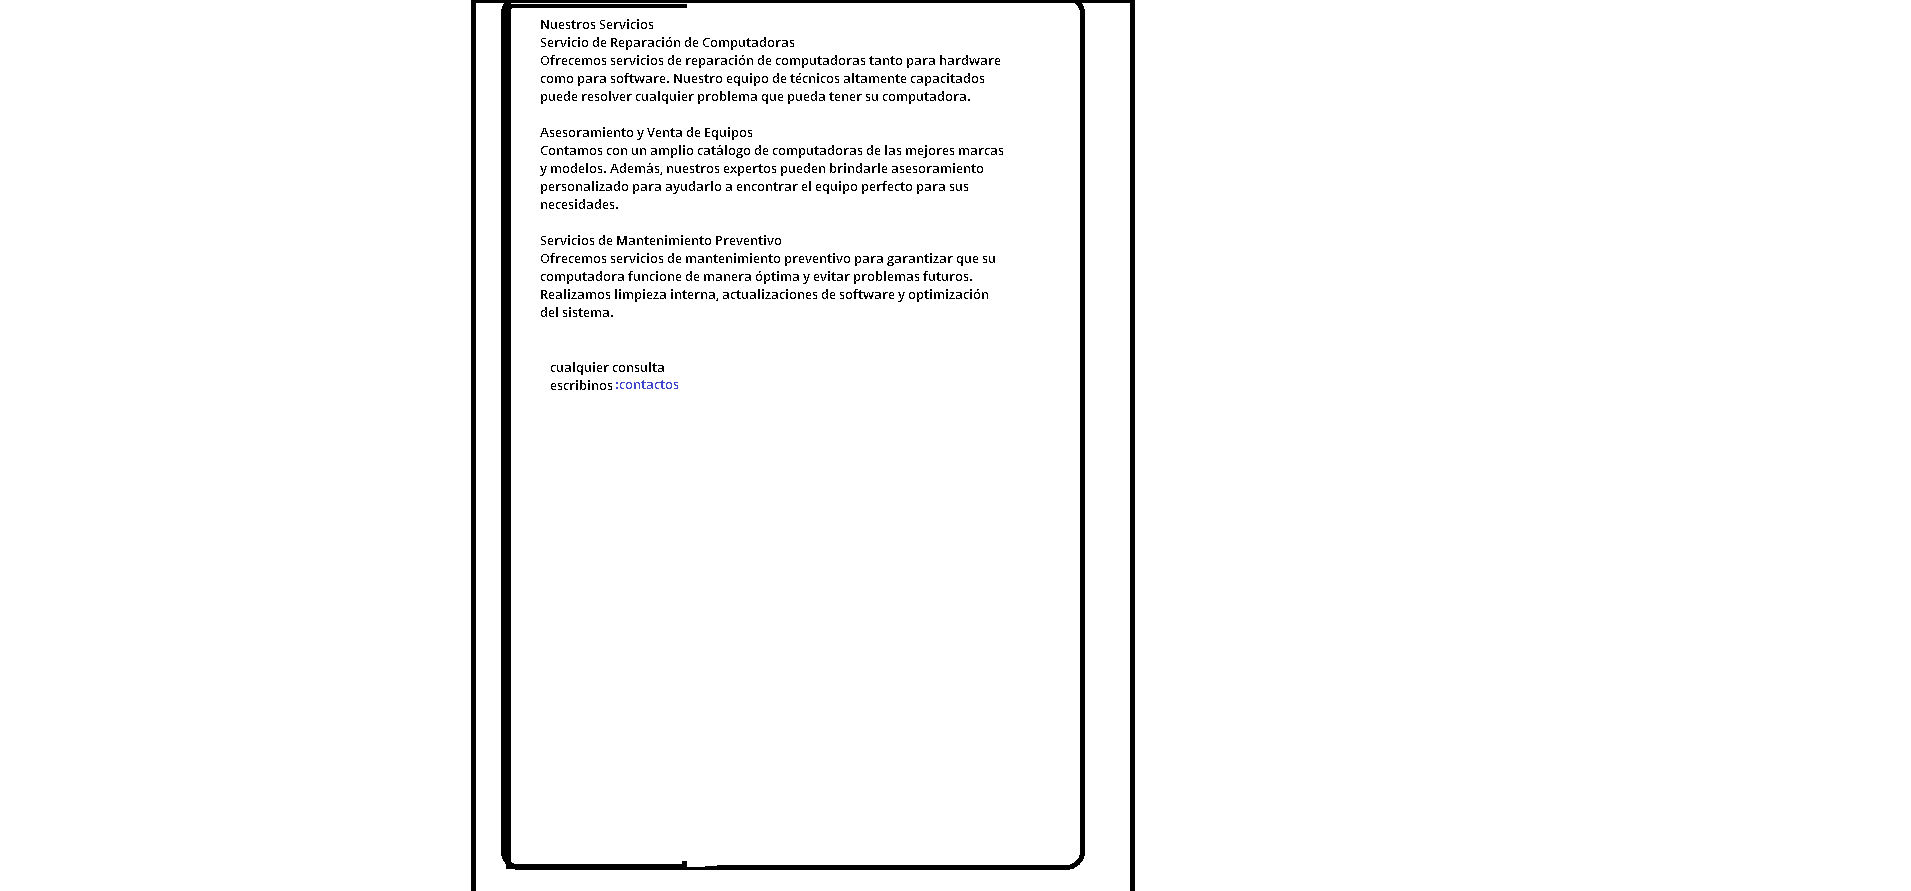 Nuestros Servicios
Servicio de Reparación de Computadoras
Ofrecemos servicios de reparación de computadoras tanto para hardware
como para software. Nuestro equipo de técnicos altamente capacitados
puede resolver cualquier problema que pueda tener su computadora.
Asesoramiento y Venta de Equipos
Contamos con un amplio catálogo de computadoras de las mejores marcas
y modelos. Además, nuestros expertos pueden brindarle asesoramiento
personalizado para ayudarlo a encontrar el equipo perfecto para sus
necesidades.
Servicios de Mantenimiento Preventivo
Ofrecemos servicios de mantenimiento preventivo para garantizar que su
computadora funcione de manera óptima y evitar problemas futuros.
Realizamos limpieza interna, actualizaciones de software y optimización
del sistema.
cualquier consulta
escribinos :contactos